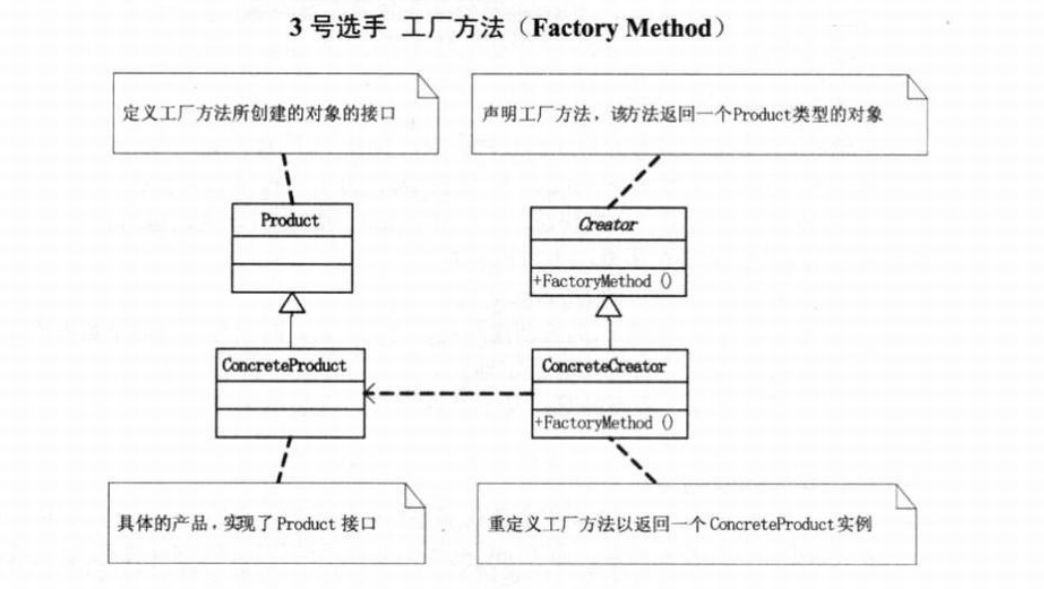 3 号选手 工厂方法（Factory Method）
定义工厂方法所创建的对象的接口
声明工厂方法，该方法返回一个Product类型的对象
Product
Creator
+FactoryMethod ()
ConcreteProduct
ConcreteCreator
+FactoryMethod ()
具体的产品，实现了 Product 接口
重定义工厂方法以返回一个 ConcreteProduct 实例